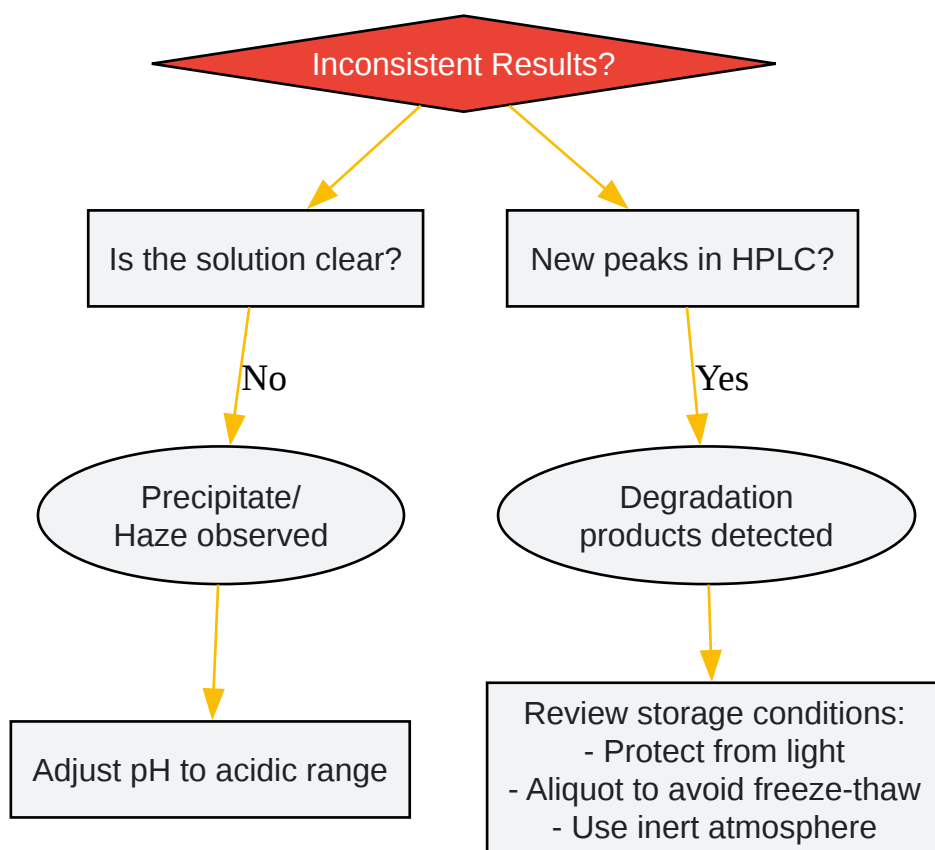 Inconsistent Results?
Is the solution clear?
New peaks in HPLC?
No
Yes
Precipitate/
Haze observed
Degradation
products detected
Adjust pH to acidic range
Review storage conditions:
- Protect from light
- Aliquot to avoid freeze-thaw
- Use inert atmosphere